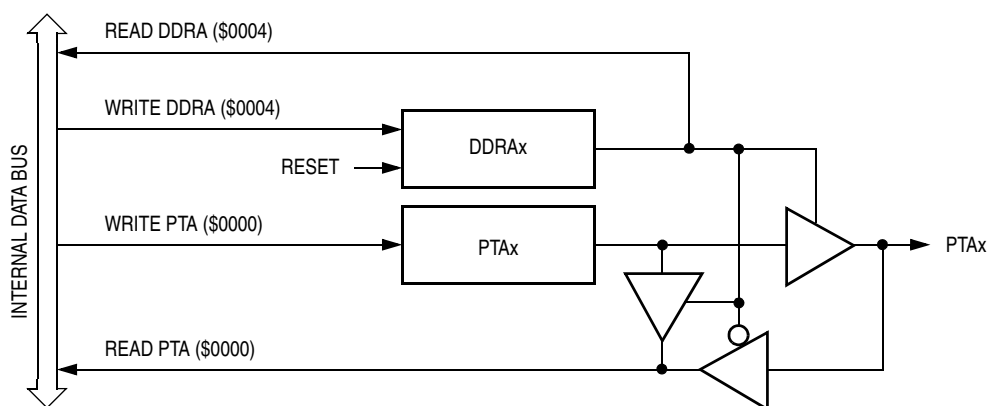 READ DDRA ($0004)
WRITE DDRA ($0004)
DDRAx
RESET
INTERNAL DATA BUS
WRITE PTA ($0000)
PTAx
PTAx
READ PTA ($0000)